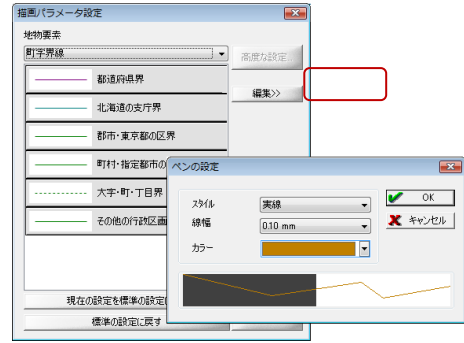 描画パラメータ設定
地物要素
町字界線
高度な設定
編集>>
都道府県界
北海道の支庁界
郡市・東京都の区界
町村・指定都市の
大字・町・丁目界
その他の行政区画
現在の設定を標準の設定
標準の設定に戻す
ペンの設定
スタイル
実線
線幅
0.10 mm
カラー
OK
キャンセル